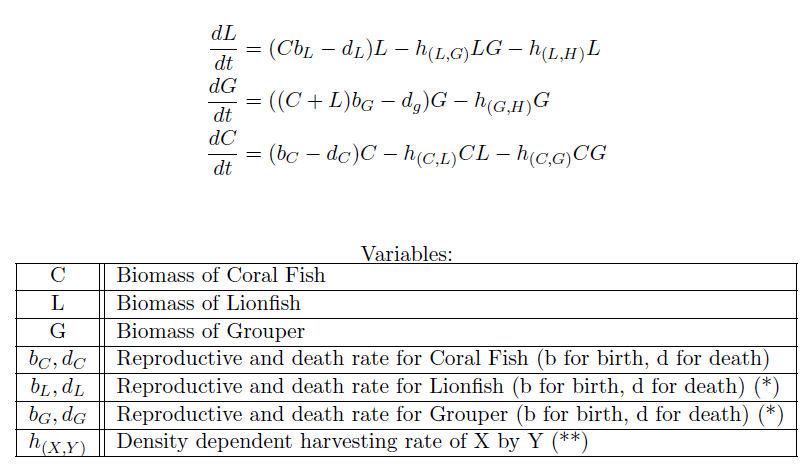 dL/dt = (Cb_L − d_L)L − h_(L,G)LG − h_(L,H)L
dG/dt = ((C + L)b_G − d_g)G − h_(G,H)G
dC/dt = (b_C − d_C)C − h_(C,L)CL − h_(C,G)CG
Variables:
C Biomass of Coral Fish
L Biomass of Lionfish
G Biomass of Grouper
b_C, d_C Reproductive and death rate for Coral Fish (b for birth, d for death)
b_L, d_L Reproductive and death rate for Lionfish (b for birth, d for death) (*)
b_G, d_G Reproductive and death rate for Grouper (b for birth, d for death) (*)
h_(X,Y) Density dependent harvesting rate of X by Y (**)